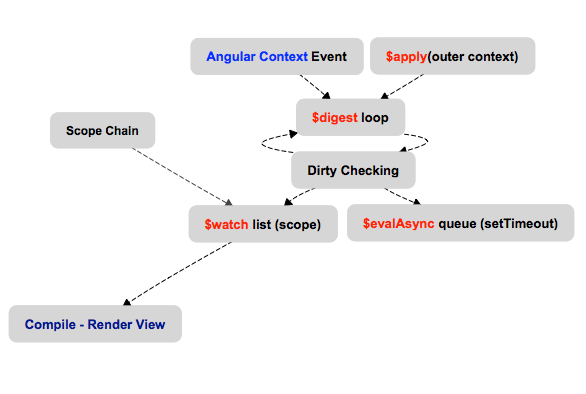 Angular Context Event
$apply(outer context)
$digest loop
Scope Chain
Dirty Checking
$watch list (scope)
$evalAsync queue (setTimeout)
Compile - Render View